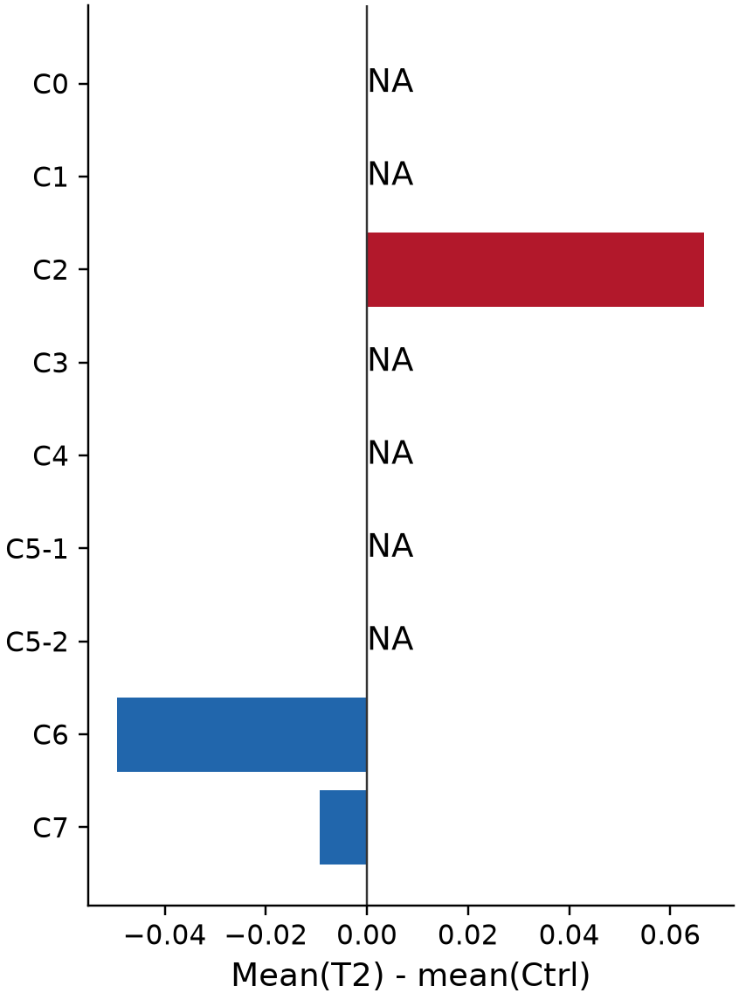 C0 NA
C1 NA
C2
C3 NA
C4 NA
C5-1 NA
C5-2 NA
C6
C7
−0.04 −0.02 0.00 0.02 0.04 0.06
Mean(T2) - mean(Ctrl)